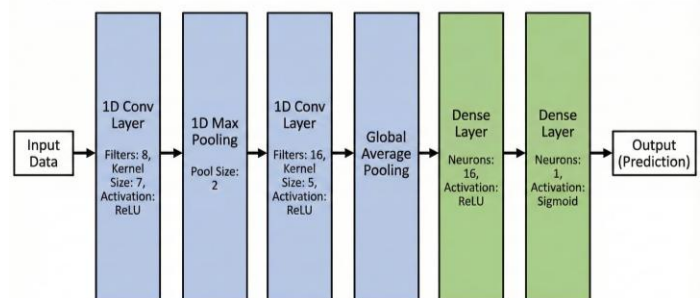 Input
Data
1D Conv
Layer
Filters: 8,
Kernel
Size: 7,
Activation:
ReLU
1D Max
Pooling
Pool Size:
2
1D Conv
Layer
Filters: 16,
Kernel
Size: 5,
Activation:
ReLU
Global
Average
Pooling
Dense
Layer
Neurons:
16,
Activation:
ReLU
Dense
Layer
Neurons:
1,
Activation:
Sigmoid
Output
(Prediction)